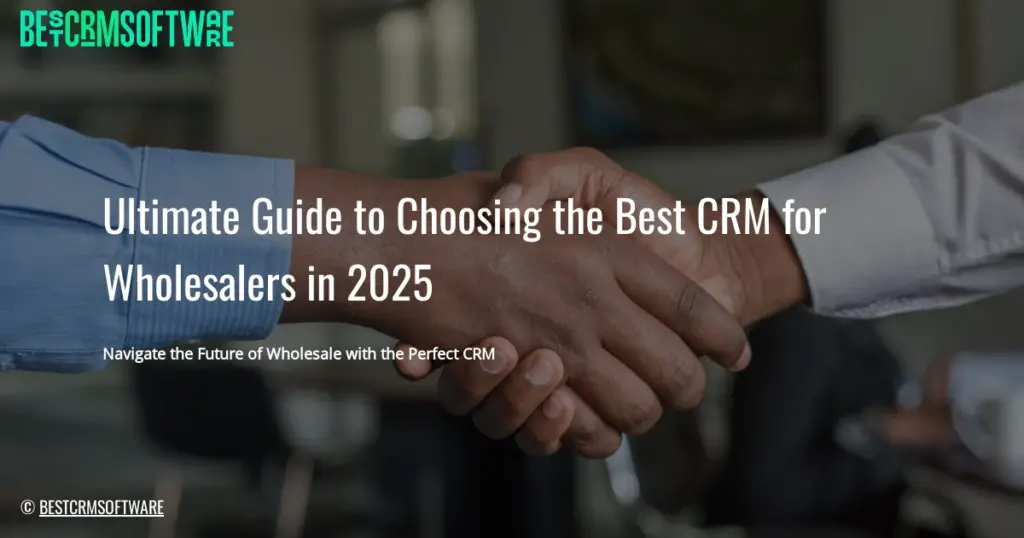 BESTCRMSOFTWARE
Ultimate Guide to Choosing the Best CRM for
Wholesalers in 2025
Navigate the Future of Wholesale with the Perfect CRM
© BESTCRMSOFTWARE